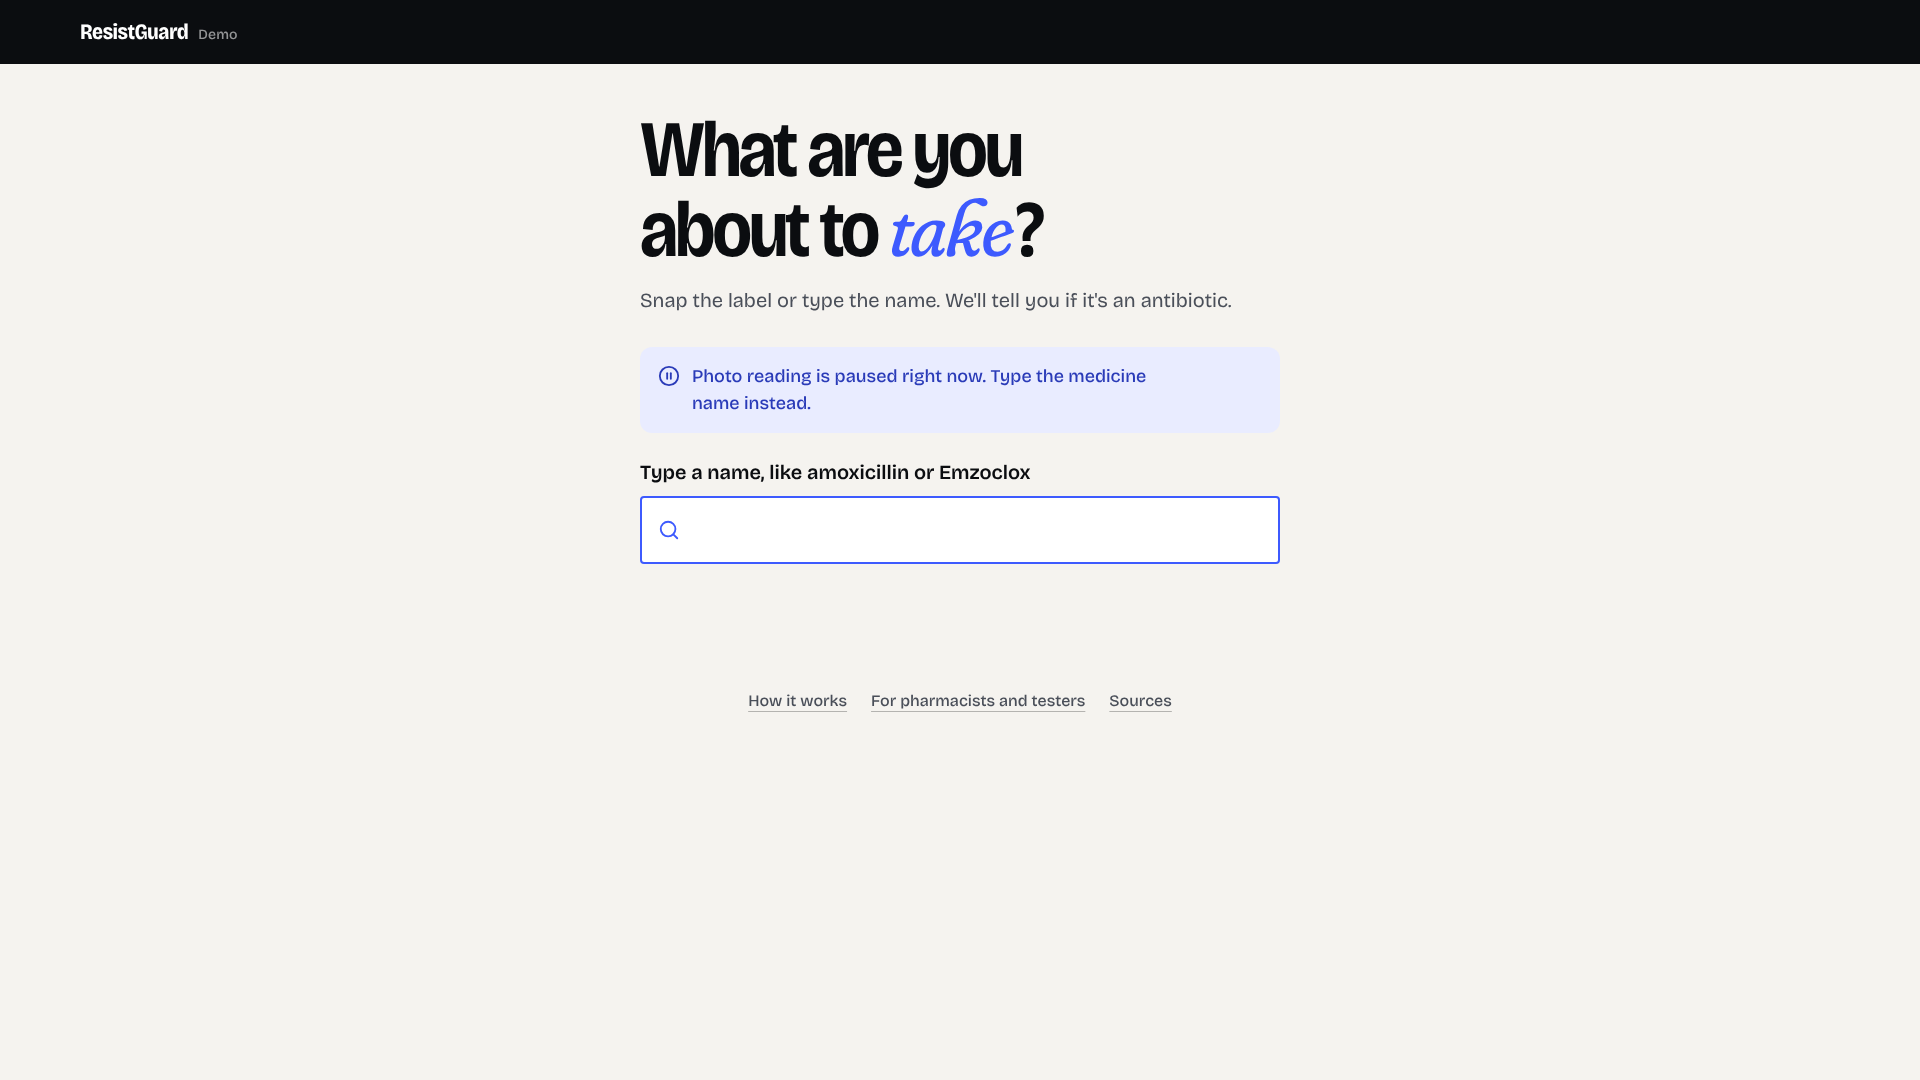 ResistGuard Demo
What are you
about to take?
Snap the label or type the name. We'll tell you if it's an antibiotic.
Photo reading is paused right now. Type the medicine
name instead.
Type a name, like amoxicillin or Emzoclox
How it works For pharmacists and testers Sources